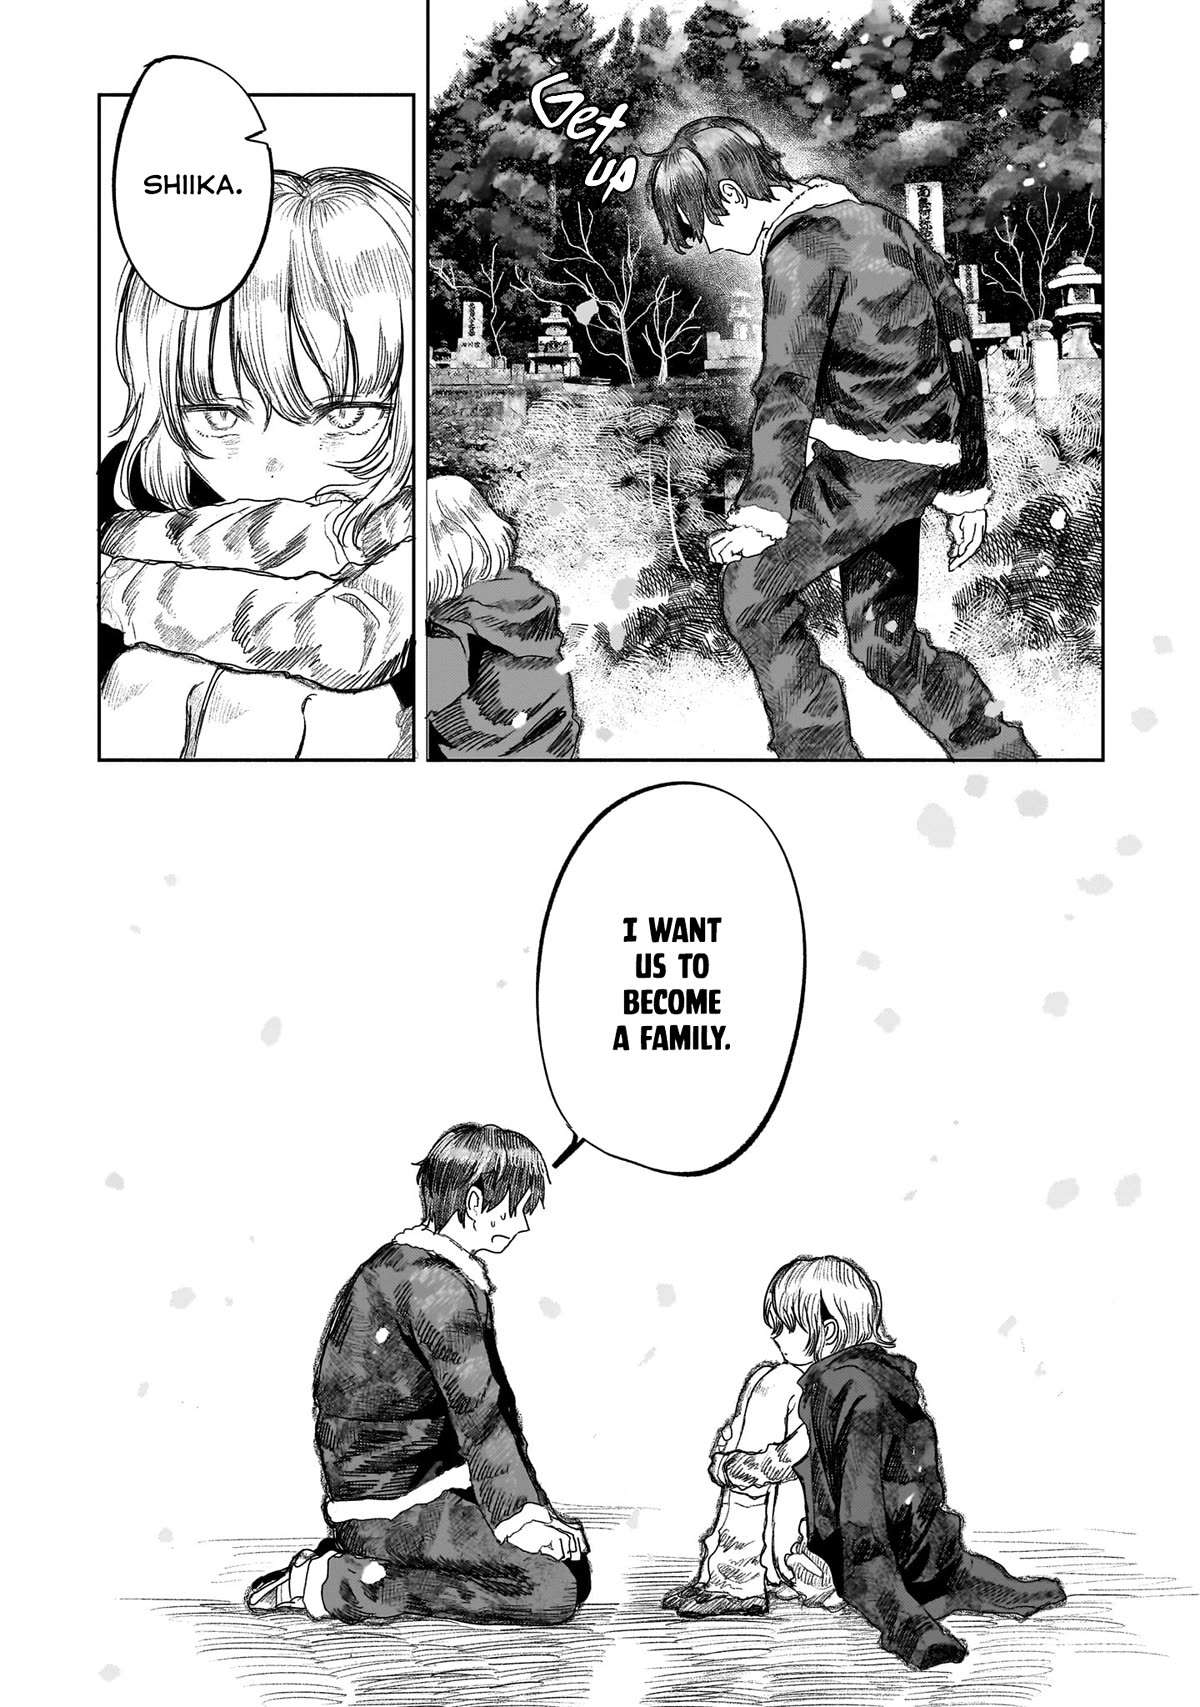 Get
up
SHIIKA.
I WANT
US TO
BECOME
A FAMILY.